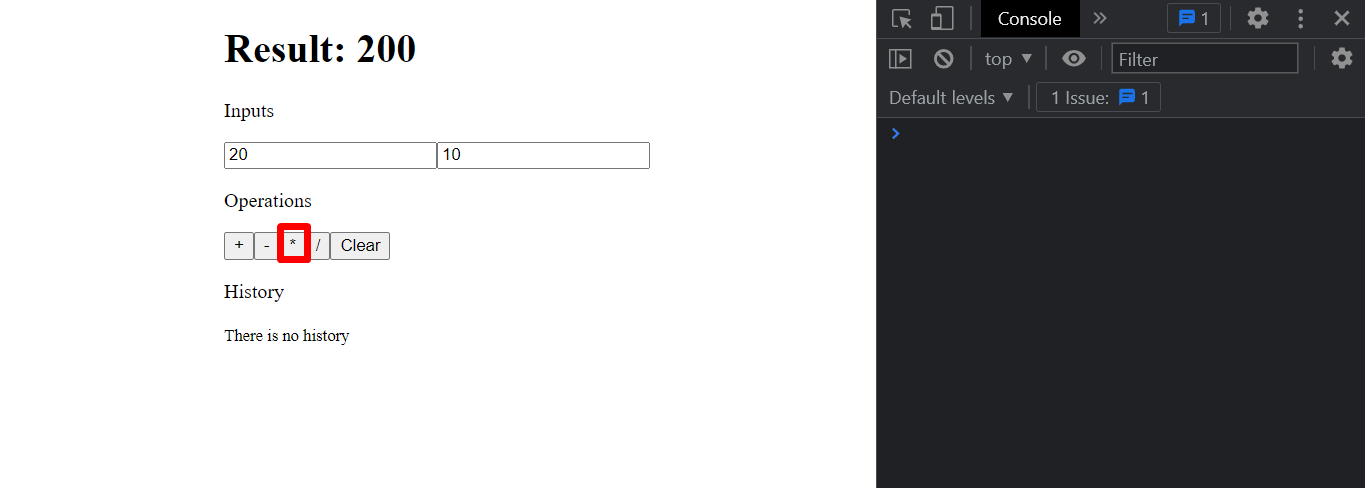 Result: 200
Inputs
20 10
Operations
+ - * / Clear
History
There is no history
Console 1
top Filter
Default levels 1 Issue: 1